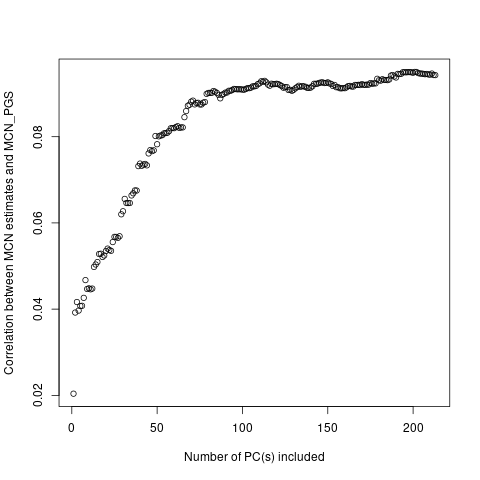 Correlation between MCN estimates and MCN_PGS
0.08
0.06
0.04
0.02
0 50 100 150 200
Number of PC(s) included